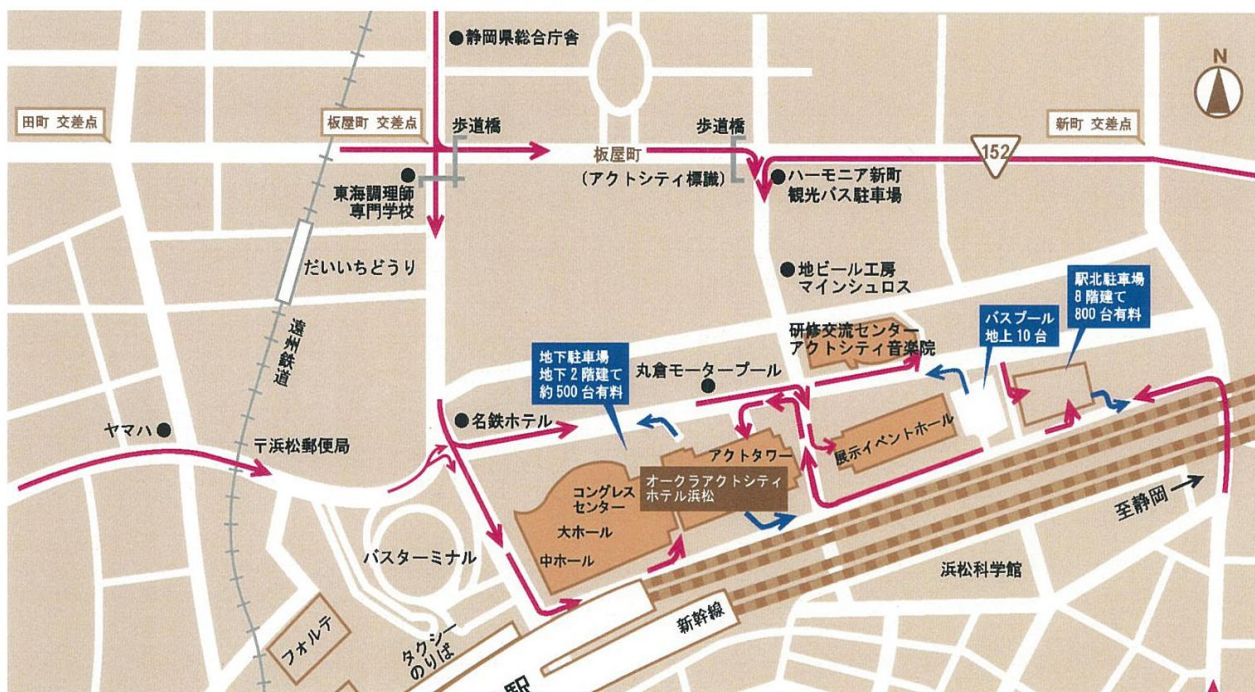 静岡県総合庁舎
N
田町 交差点
板屋町 交差点
歩道橋
歩道橋
新町 交差点
板屋町
(アクトシティ標識)
152
東海調理師
専門学校
ハーモニア新町
観光バス駐車場
だいいちどうり
地ビール工房
マインシュロス
遠州鉄道
駅北駐車場
8階建て
800台有料
バスプール
地上10台
研修交流センター
アクトシティ音楽院
地下駐車場
地下2階建て
約500台有料
丸倉モータープール
名鉄ホテル
ヤマハ
〒浜松郵便局
アクトタワー
展示イベントホール
オークラアクトシティ
ホテル浜松
コングレス
センター
大ホール
中ホール
至静岡
バスターミナル
浜松科学館
フォルテ
タクシー
のりば
新幹線
駅